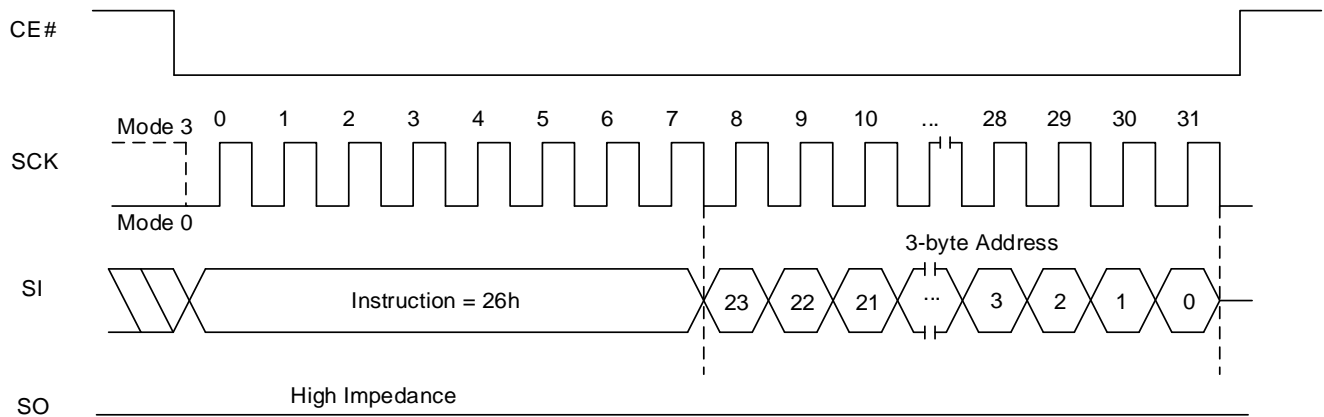 CE#
Mode 3
0 1 2 3 4 5 6 7 8 9 10 ... 28 29 30 31
SCK
Mode 0
3-byte Address
SI
Instruction = 26h
23 22 21 ... 3 2 1 0
High Impedance
SO